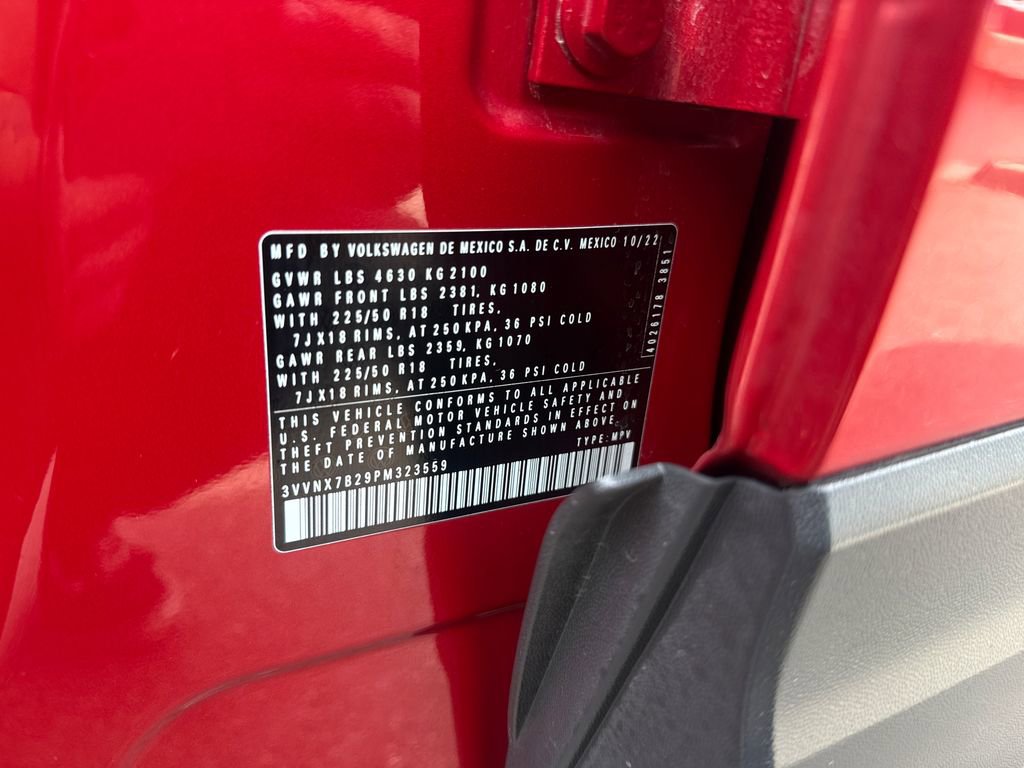 MFD BY VOLKSWAGEN DE MEXICO S.A. DE C.V. MEXICO 10/22
GVWR LBS 4630 KG 2100
GAWR FRONT LBS 2381, KG 1080
WITH 225/50 R18 TIRES,
7J X18 RIMS, AT 250 KPA, 36 PSI COLD
GAWR REAR LBS 2359, KG 1070
WITH 225/50 R18 TIRES,
7J X18 RIMS, AT 250 KPA, 36 PSI COLD
THIS VEHICLE CONFORMS TO ALL APPLICABLE
U.S. FEDERAL MOTOR VEHICLE SAFETY AND
THEFT PREVENTION STANDARDS IN EFFECT ON
THE DATE OF MANUFACTURE SHOWN ABOVE.
3VVNX7B29PM323559 TYPE: MPV
4026178 3851